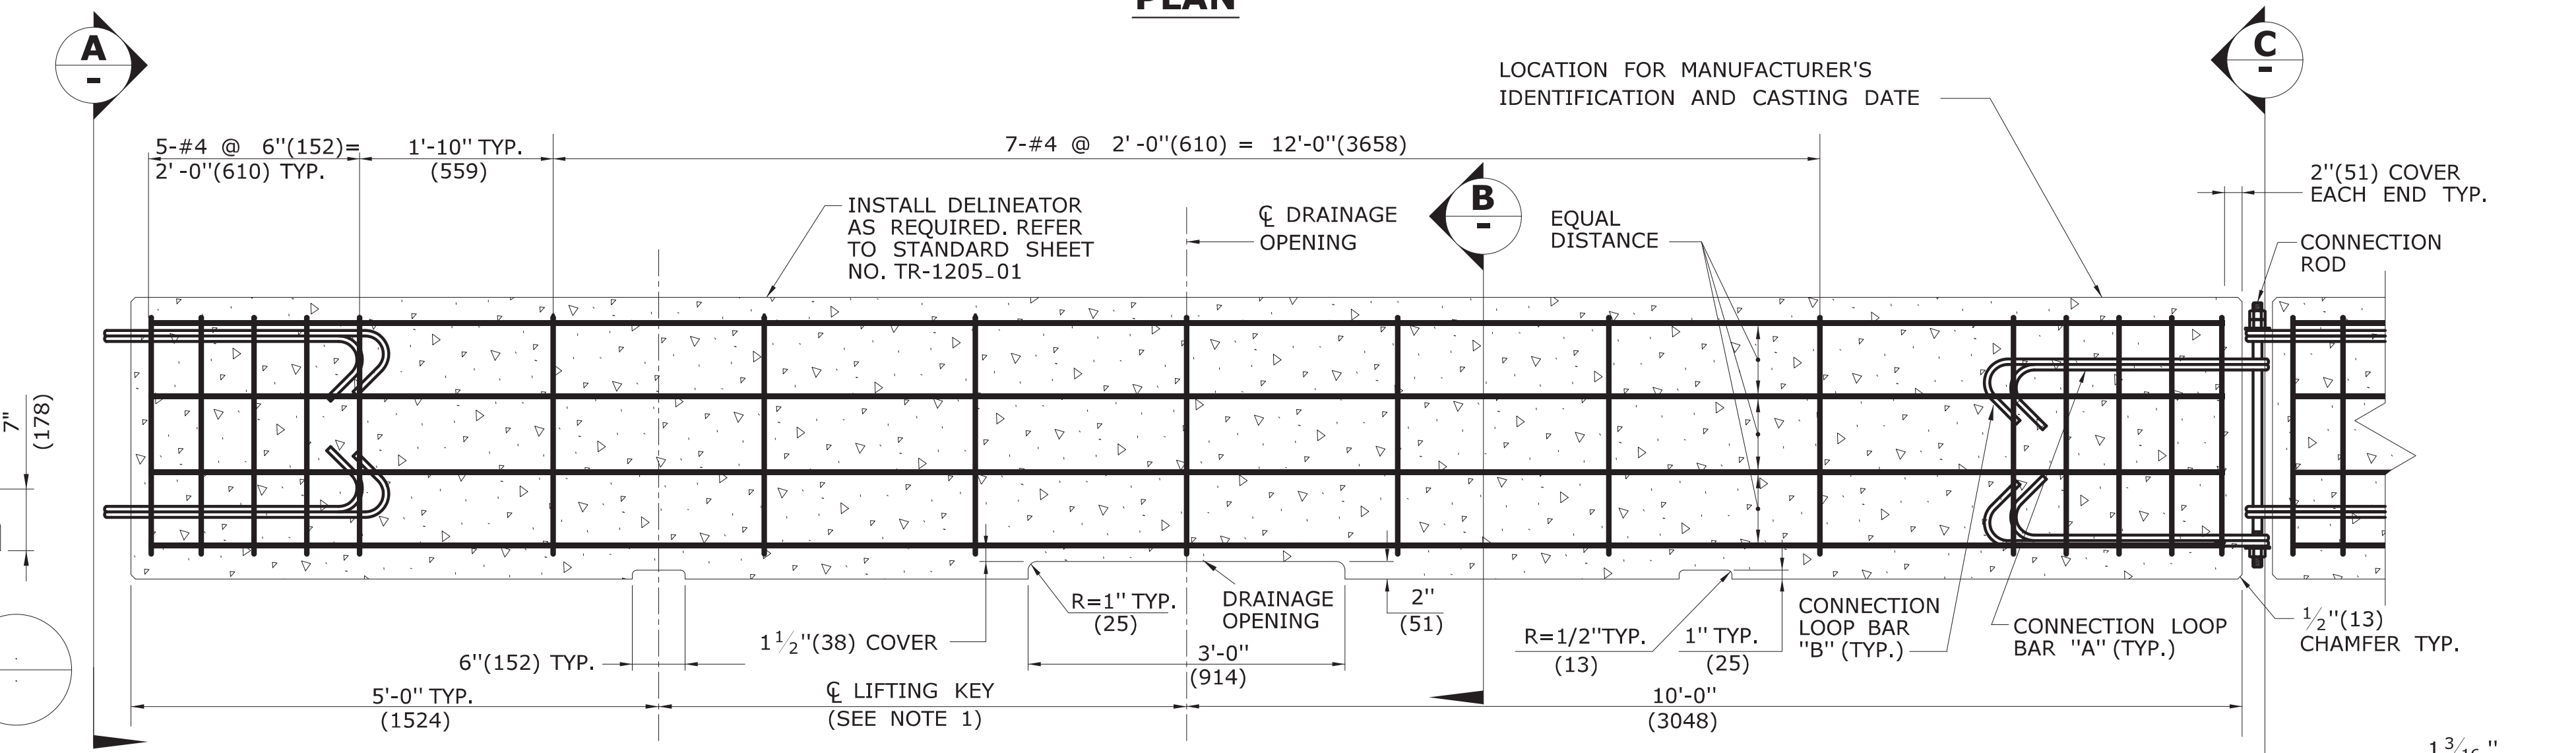 PLAN
A
-
C
-
LOCATION FOR MANUFACTURER'S
IDENTIFICATION AND CASTING DATE
5-#4 @ 6"(152)=
2'-0"(610) TYP.
1'-10" TYP.
(559)
7-#4 @ 2'-0"(610) = 12'-0"(3658)
2"(51) COVER
EACH END TYP.
INSTALL DELINEATOR
AS REQUIRED. REFER
TO STANDARD SHEET
NO. TR-1205-01
℄ DRAINAGE
OPENING
B
-
EQUAL
DISTANCE
CONNECTION
ROD
7"
(178)
R=1" TYP.
(25)
DRAINAGE
OPENING
2"
(51)
1½"(38) COVER
6"(152) TYP.
3'-0"
(914)
R=1/2"TYP.
(13)
1" TYP.
(25)
CONNECTION
LOOP BAR
"B" (TYP.)
CONNECTION LOOP
BAR "A" (TYP.)
½"(13)
CHAMFER TYP.
5'-0" TYP.
(1524)
℄ LIFTING KEY
(SEE NOTE 1)
10'-0"
(3048)
1 3/16"